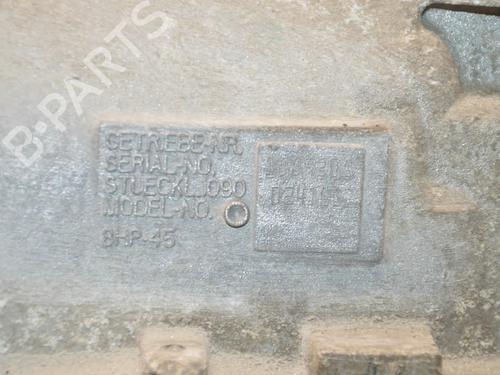 B-PARTS
GETRIEBE-NR.
SERIAL-NO.
STUECKL. 090
MODEL-NO.
8HP-45